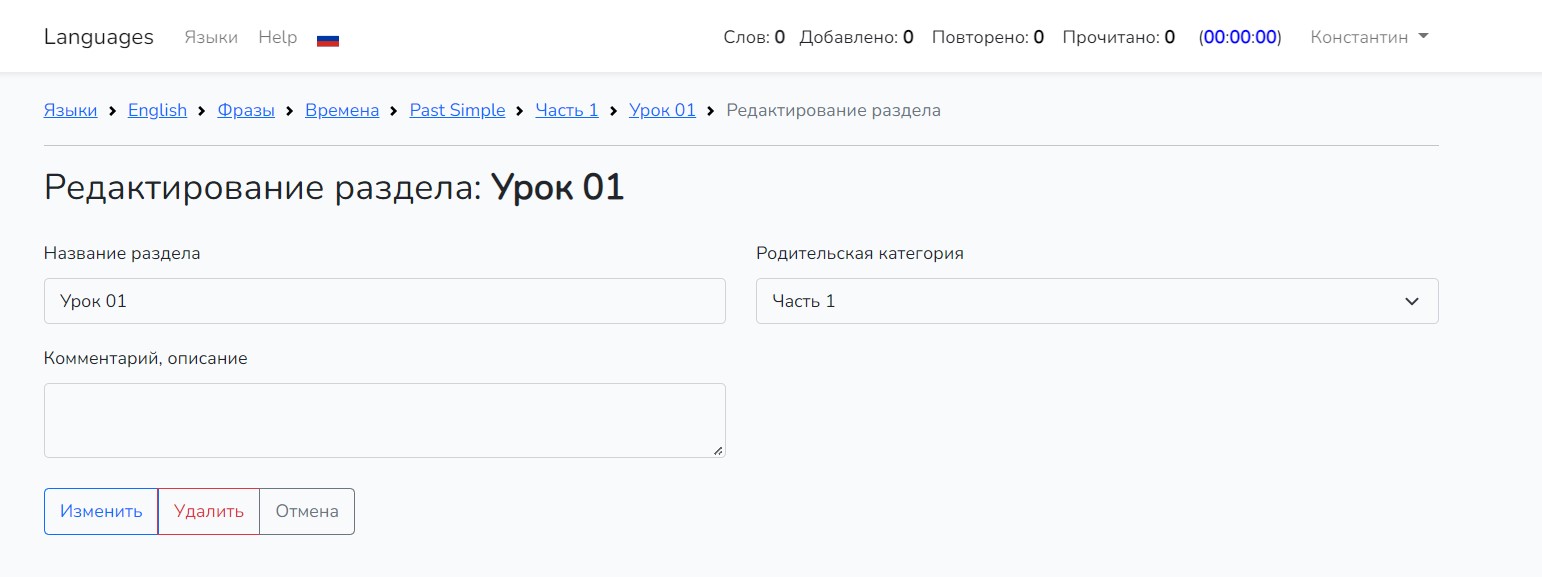 Languages Языки Help Слов: 0 Добавлено: 0 Повторено: 0 Прочитано: 0 (00:00:00) Константин
Языки > English > Фразы > Времена > Past Simple > Часть 1 > Урок 01 > Редактирование раздела
Редактирование раздела: Урок 01
Название раздела Родительская категория
Урок 01 Часть 1
Комментарий, описание
Изменить Удалить Отмена